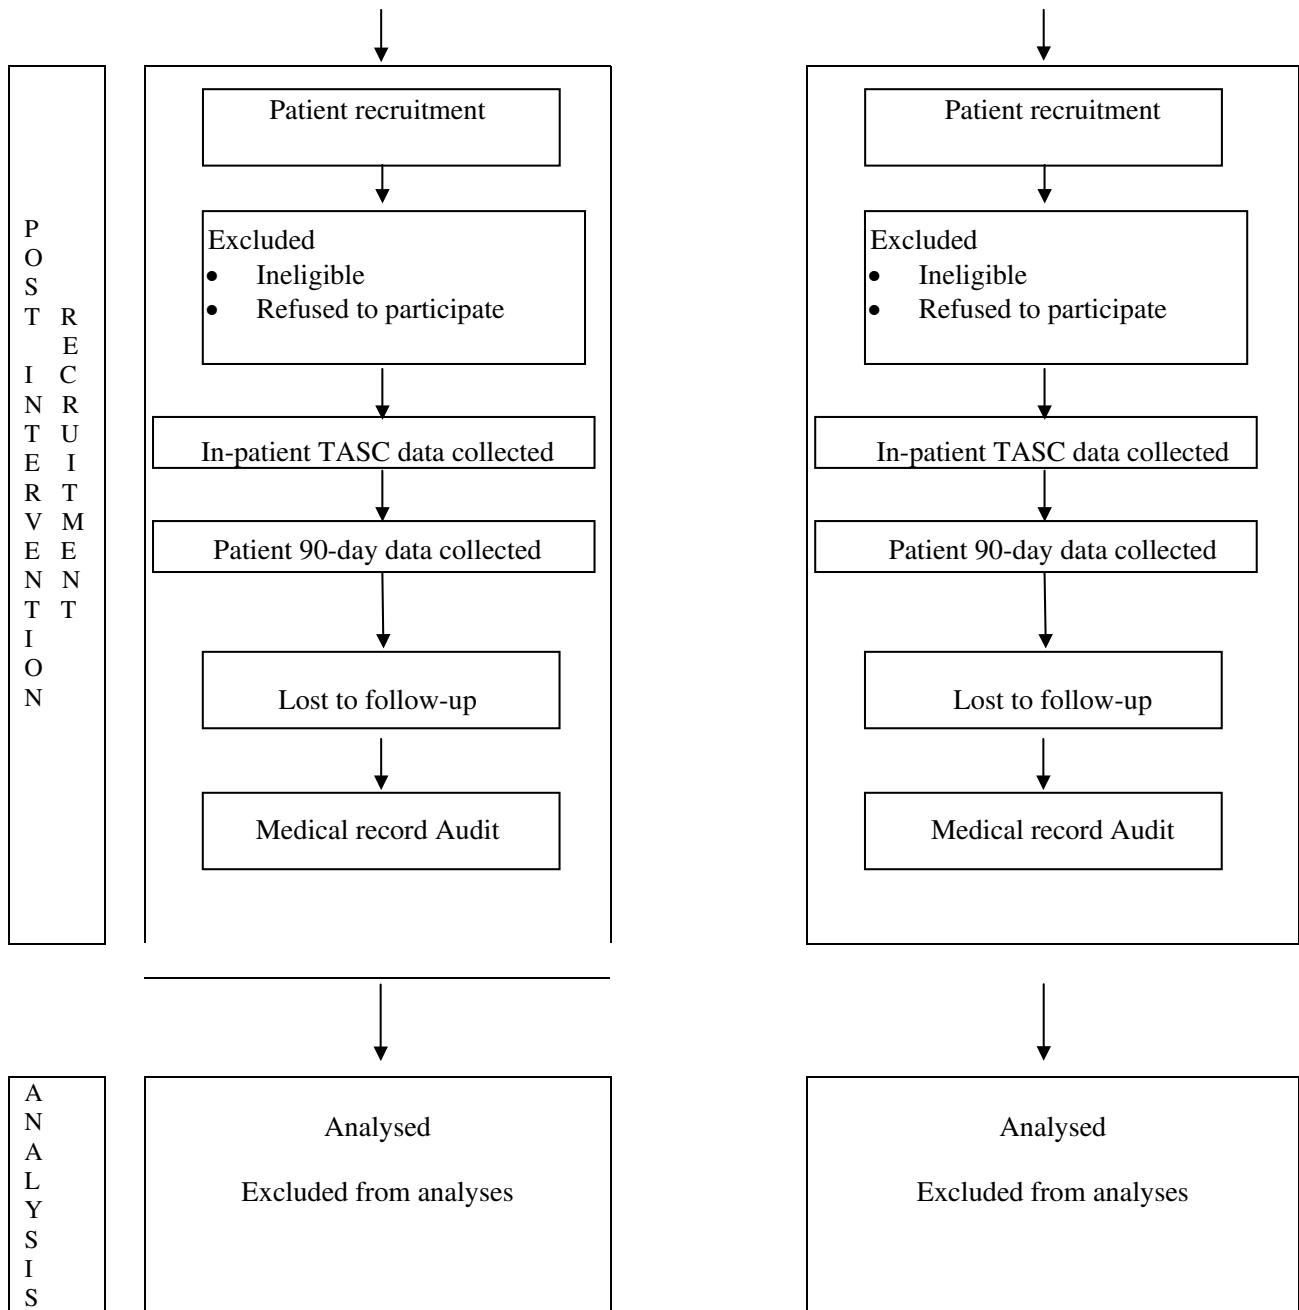 POST INTERVENTION
RECRUITMENT
Patient recruitment
Excluded
• Ineligible
• Refused to participate
In-patient TASC data collected
Patient 90-day data collected
Lost to follow-up
Medical record Audit
Patient recruitment
Excluded
• Ineligible
• Refused to participate
In-patient TASC data collected
Patient 90-day data collected
Lost to follow-up
Medical record Audit
ANALYSIS
Analysed
Excluded from analyses
Analysed
Excluded from analyses